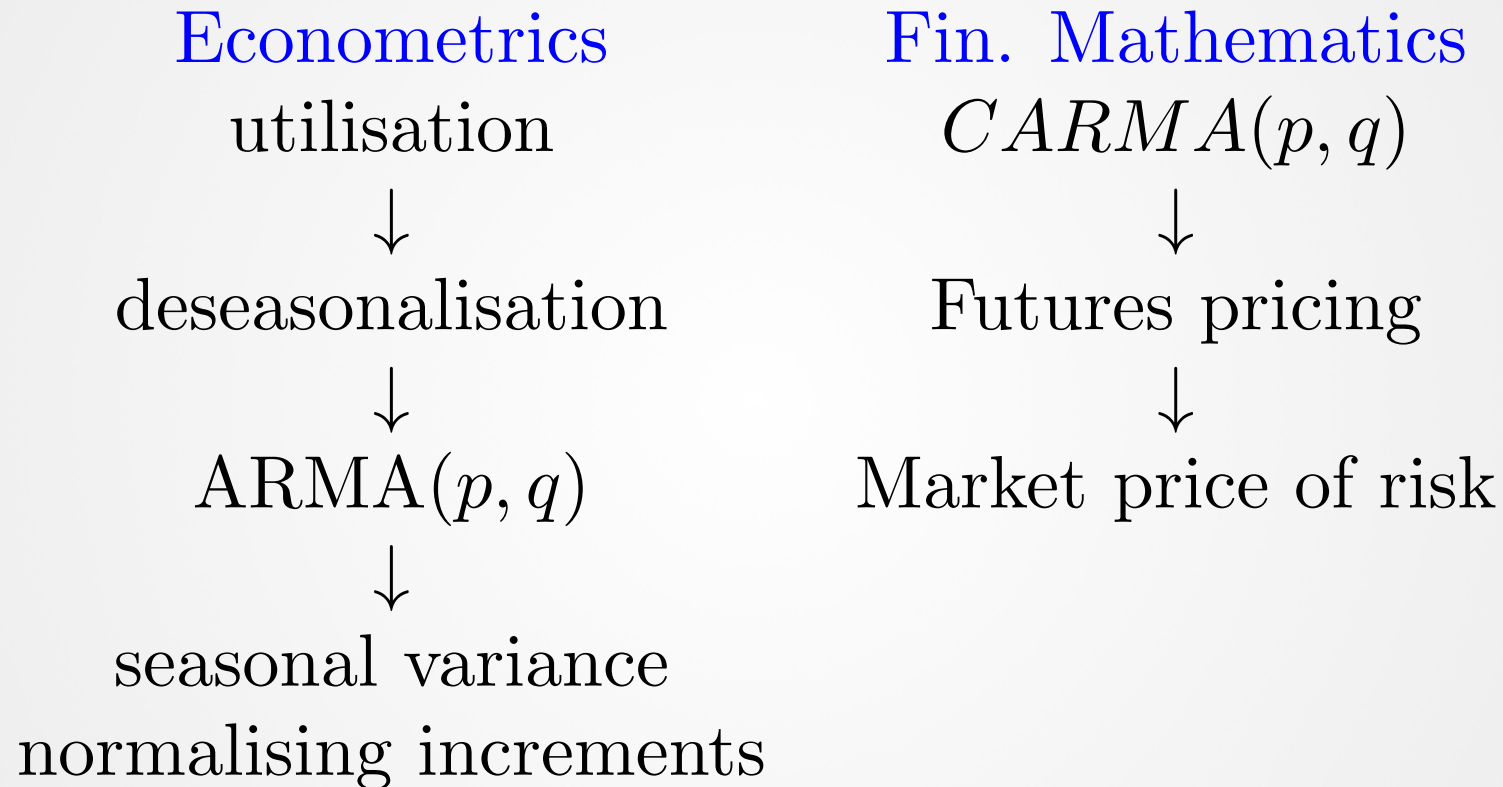 Econometrics
utilisation
↓
deseasonalisation
↓
ARMA(p, q)
↓
seasonal variance
normalising increments
Fin. Mathematics
CARMA(p, q)
↓
Futures pricing
↓
Market price of risk